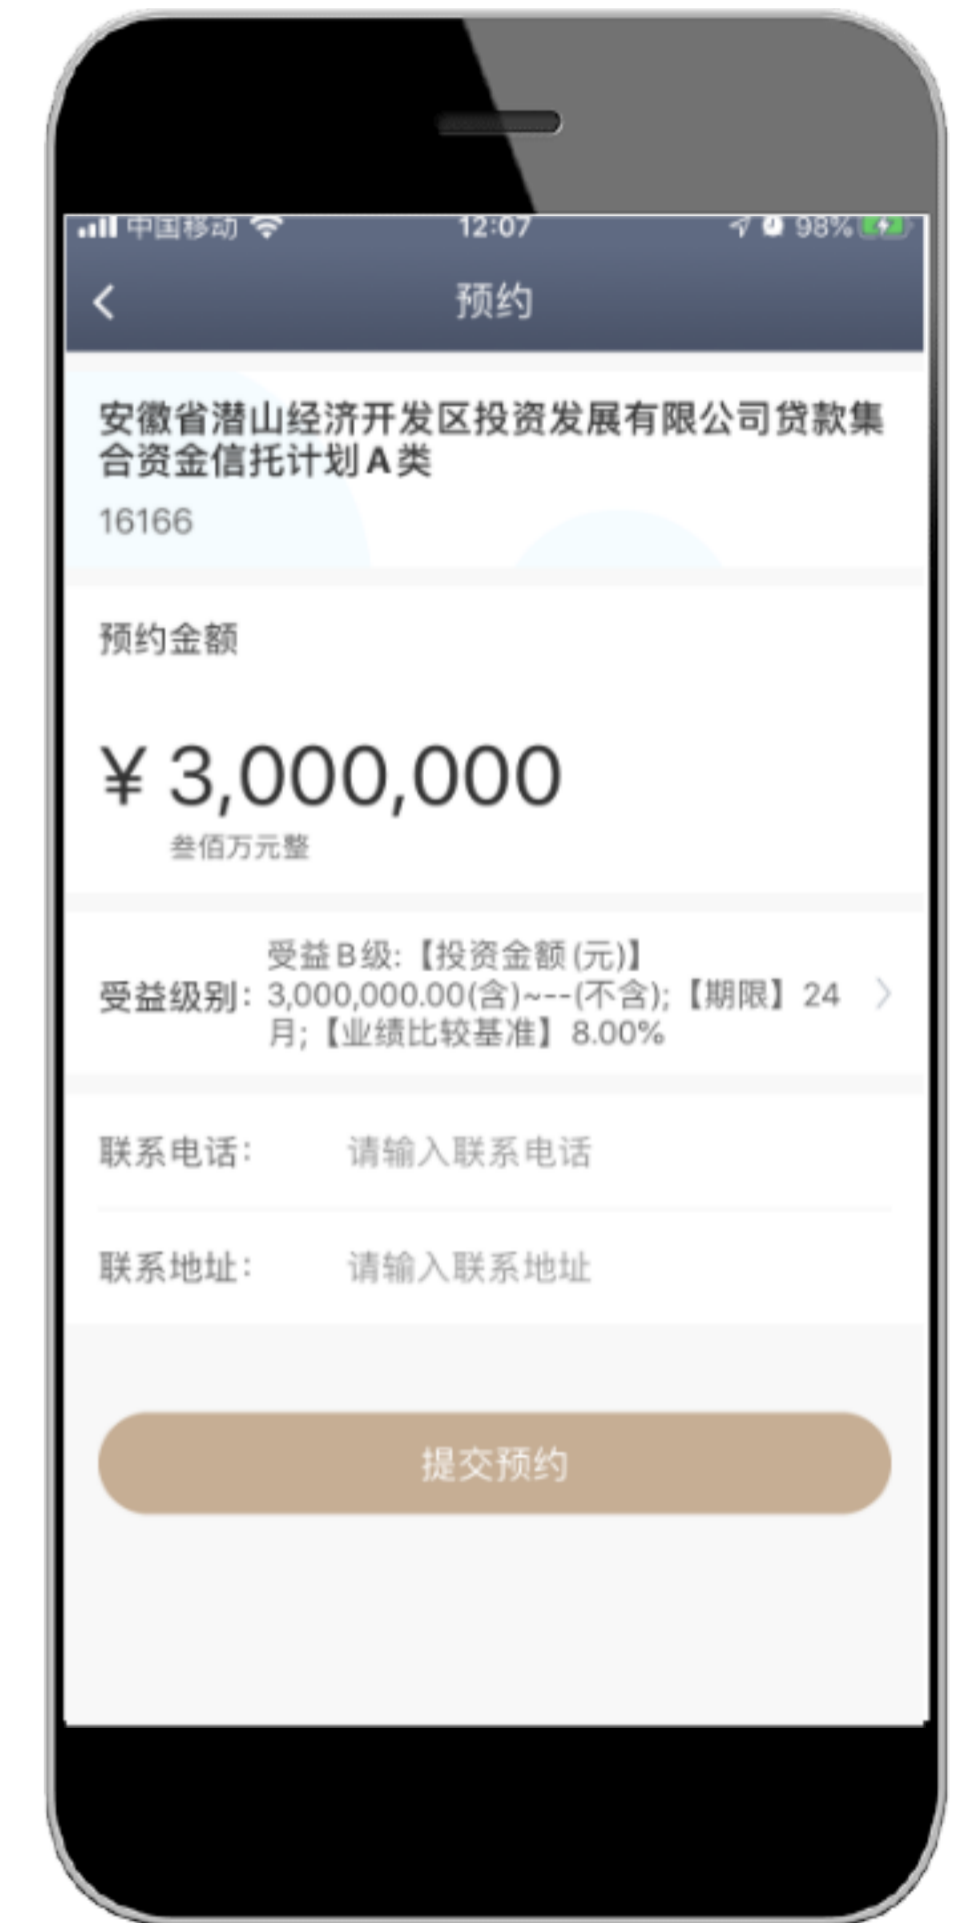 中国移动 12:07 98%
预约
安徽省潜山经济开发区投资发展有限公司贷款集
合资金信托计划A类
16166
预约金额
¥ 3,000,000
叁佰万元整
受益级别：
受益B级:【投资金额(元)】
3,000,000.00(含)~--(不含);【期限】24
月;【业绩比较基准】8.00%
联系电话： 请输入联系电话
联系地址： 请输入联系地址
提交预约